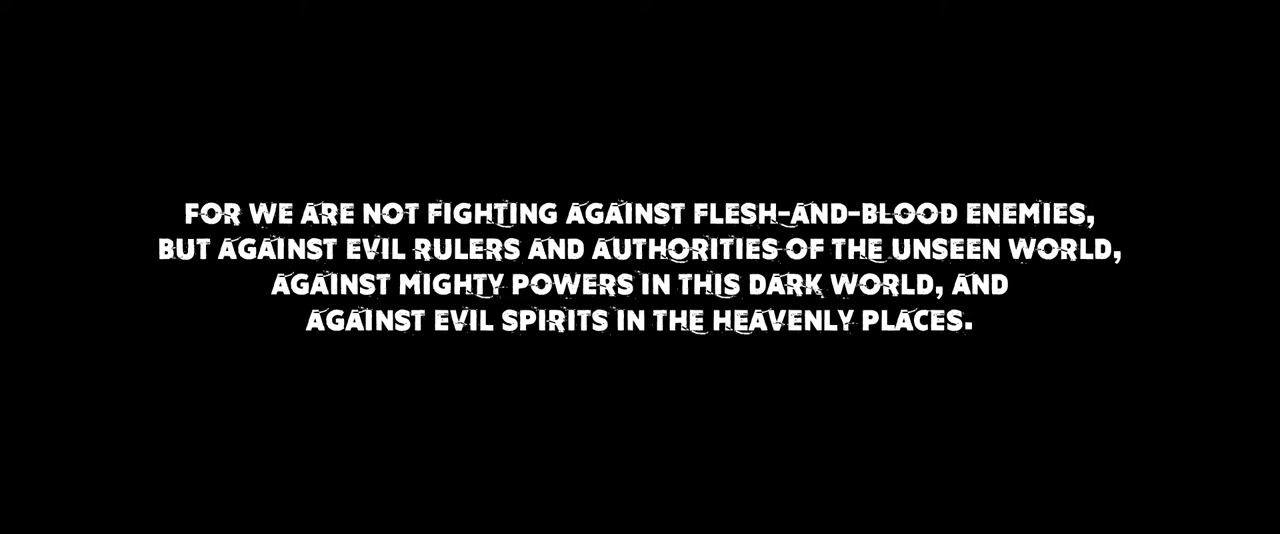 FOR WE ARE NOT FIGHTING AGAINST FLESH-AND-BLOOD ENEMIES,
BUT AGAINST EVIL RULERS AND AUTHORITIES OF THE UNSEEN WORLD,
AGAINST MIGHTY POWERS IN THIS DARK WORLD, AND
AGAINST EVIL SPIRITS IN THE HEAVENLY PLACES.